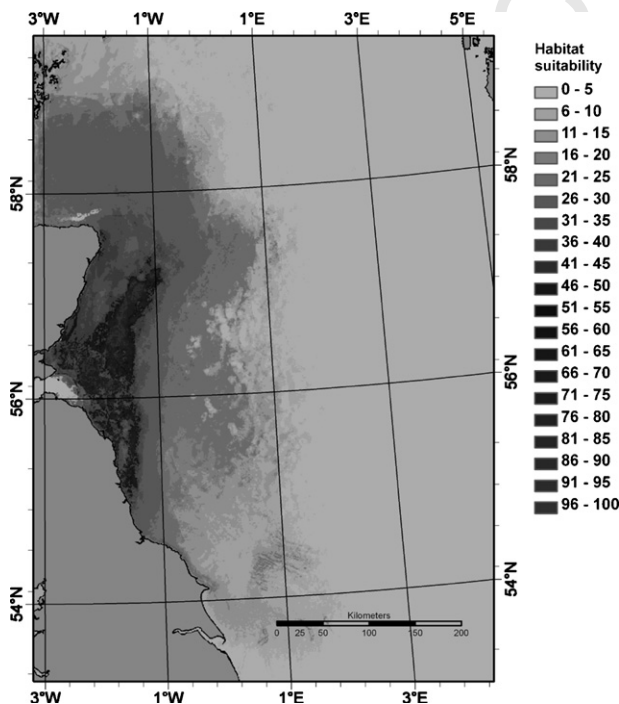 3°W 1°W 1°E 3°E 5°E
Habitat
suitability
0 - 5
6 - 10
11 - 15
16 - 20
21 - 25
26 - 30
31 - 35
36 - 40
41 - 45
46 - 50
51 - 55
56 - 60
61 - 65
66 - 70
71 - 75
76 - 80
81 - 85
86 - 90
91 - 95
96 - 100
58°N 58°N
56°N 56°N
54°N 54°N
Kilometers
0 25 50 100 150 200
3°W 1°W 1°E 3°E